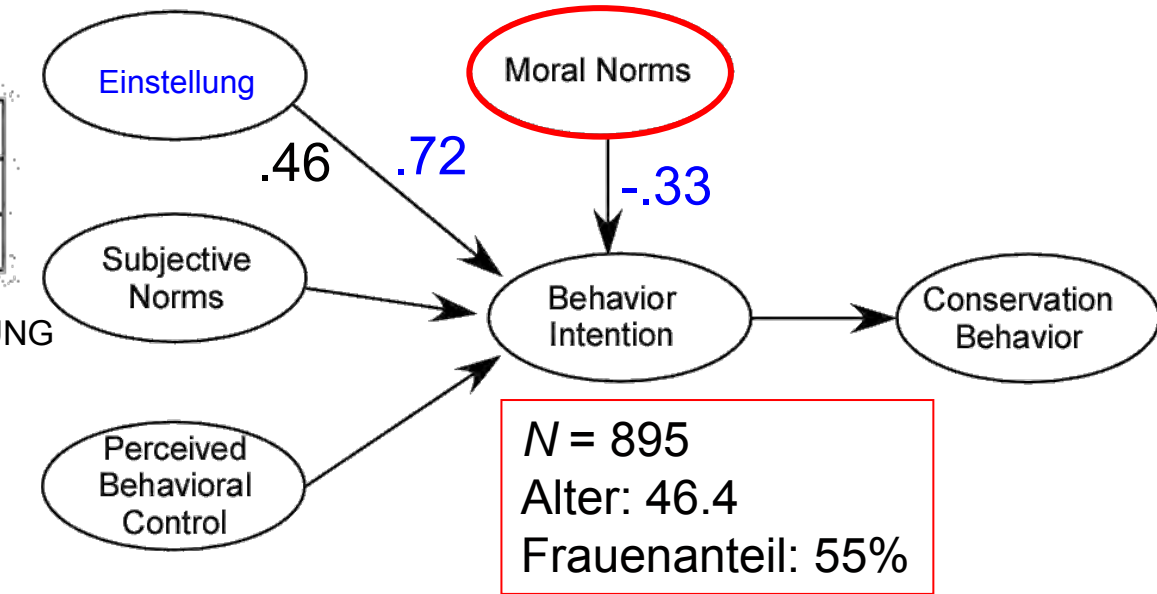 Einstellung
Moral Norms
.46
.72
-.33
Subjective
Norms
UNG
Behavior
Intention
Conservation
Behavior
Perceived
Behavioral
Control
N = 895
Alter: 46.4
Frauenanteil: 55%